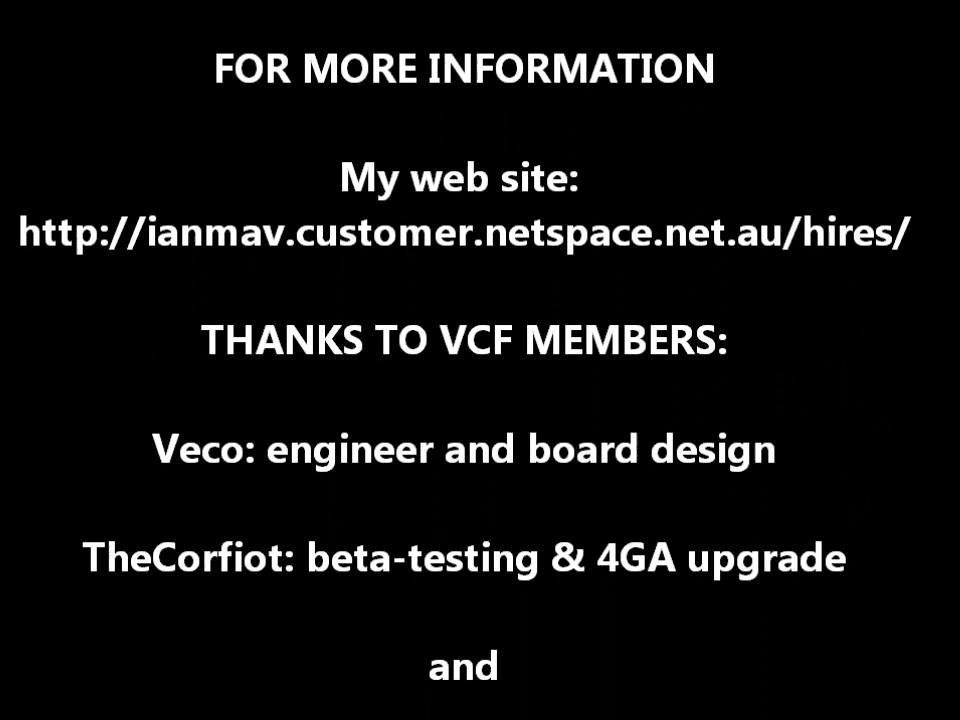 FOR MORE INFORMATION
My web site:
http://ianmav.customer.netspace.net.au/hires/
THANKS TO VCF MEMBERS:
Veco: engineer and board design
TheCorfiot: beta-testing & 4GA upgrade
and